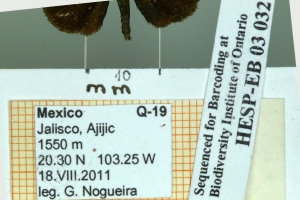 10
mm
Mexico Q-19
Jalisco, Ajijic
1550 m
20.30 N 103.25 W
18.VIII.2011
leg. G. Nogueira
Sequenced for Barcoding at
Biodiversity Institute of Ontario
HESP-EB 03 032